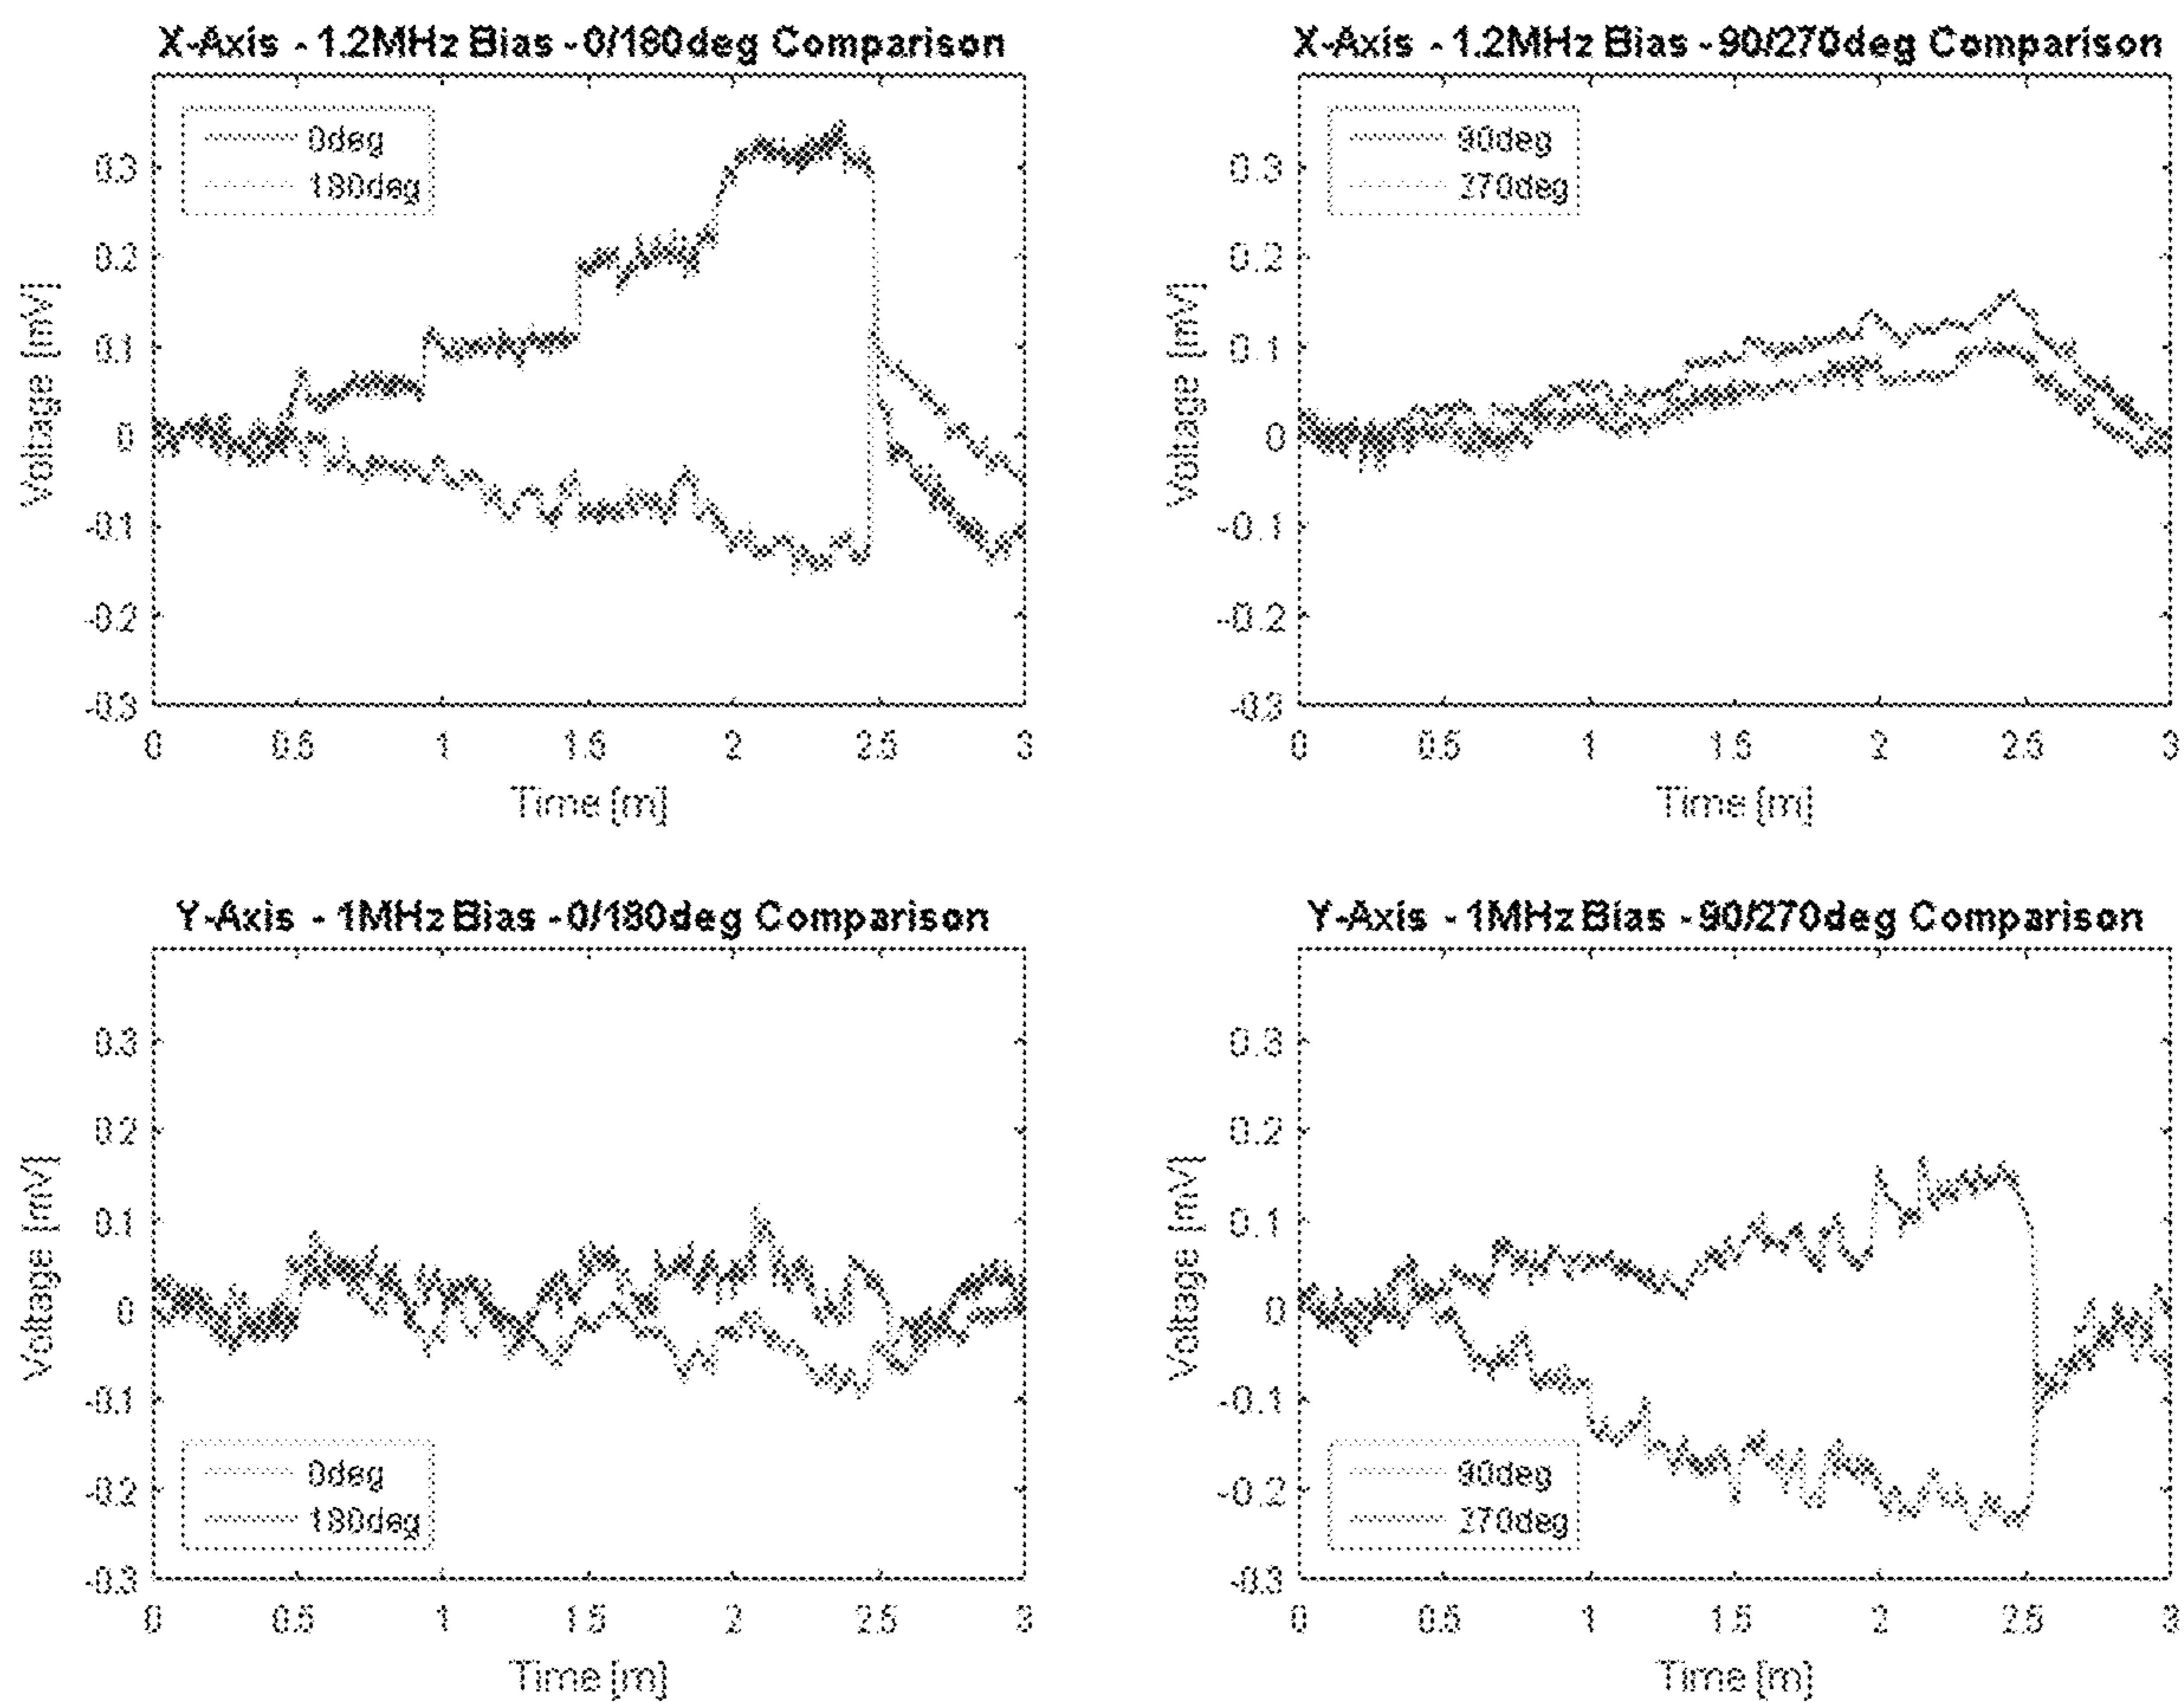 X-Axis - 1.2MHz Bias - 0/180deg Comparison
0deg
180deg
0.3
0.2
0.1
0
-0.1
-0.2
-0.3
Voltage [mV]
0 0.5 1 1.5 2 2.5 3
Time [m]
X-Axis - 1.2MHz Bias - 90/270deg Comparison
90deg
270deg
0.3
0.2
0.1
0
-0.1
-0.2
-0.3
Voltage [mV]
0 0.5 1 1.5 2 2.5 3
Time [m]
Y-Axis - 1MHz Bias - 0/180deg Comparison
0.3
0.2
0.1
0
-0.1
-0.2
-0.3
Voltage [mV]
0deg
180deg
0 0.5 1 1.5 2 2.5 3
Time [m]
Y-Axis - 1MHz Bias - 90/270deg Comparison
0.3
0.2
0.1
0
-0.1
-0.2
-0.3
Voltage [mV]
90deg
270deg
0 0.5 1 1.5 2 2.5 3
Time [m]